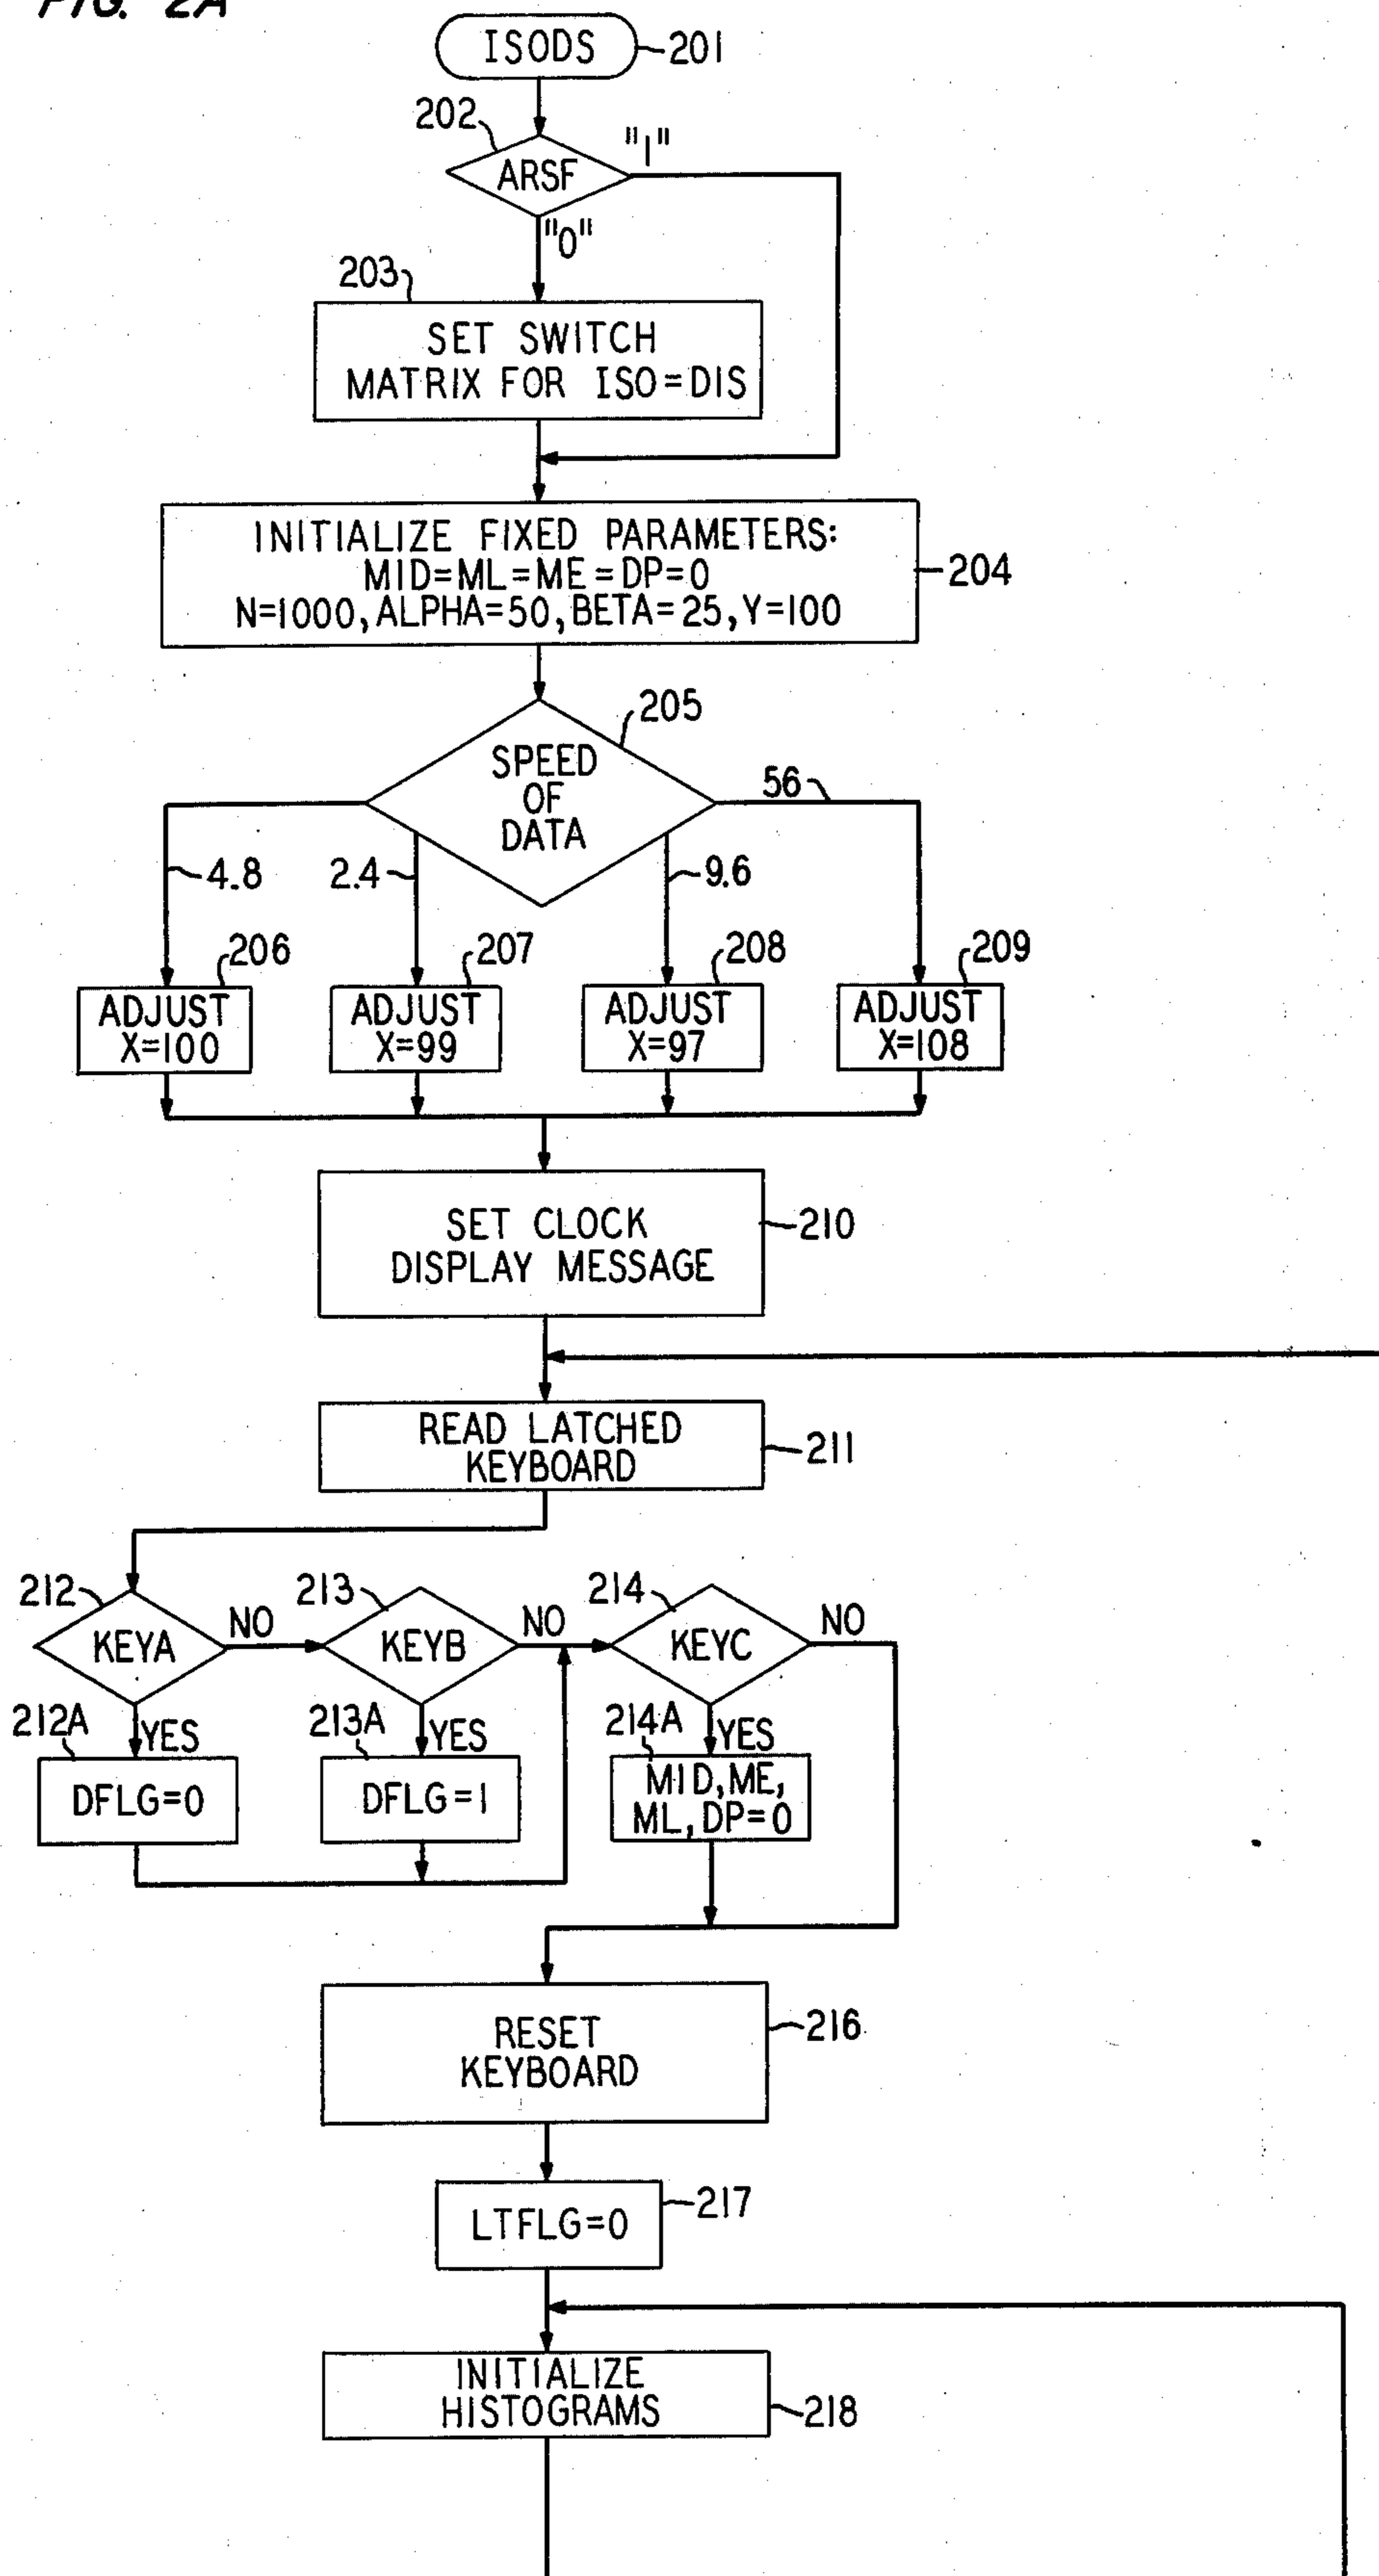 FIG. 2A
ISODS
201
202
ARSF
"1"
"0"
203
SET SWITCH
MATRIX FOR ISO=DIS
INITIALIZE FIXED PARAMETERS:
MID=ML=ME=DP=0
N=1000, ALPHA=50, BETA=25, Y=100
204
205
SPEED
OF
DATA
56
4.8
2.4
9.6
206
207
208
209
ADJUST
X=100
ADJUST
X=99
ADJUST
X=97
ADJUST
X=108
SET CLOCK
DISPLAY MESSAGE
210
READ LATCHED
KEYBOARD
211
212
KEYA
NO
213
KEYB
NO
214
KEYC
NO
212A
YES
DFLG=0
213A
YES
DFLG=1
214A
YES
MID, ME,
ML, DP=0
RESET
KEYBOARD
216
LTFLG=0
217
INITIALIZE
HISTOGRAMS
218